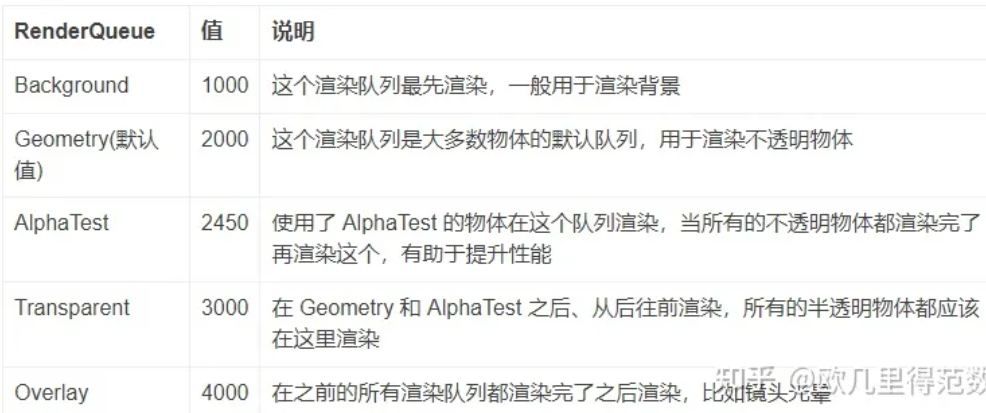 RenderQueue 值 说明
Background 1000 这个渲染队列最先渲染，一般用于渲染背景
Geometry(默认 2000 这个渲染队列是大多数物体的默认队列，用于渲染不透明物体
值)
AlphaTest 2450 使用了 AlphaTest 的物体在这个队列渲染，当所有的不透明物体都渲染完了
再渲染这个，有助于提升性能
Transparent 3000 在 Geometry 和 AlphaTest 之后、从后往前渲染，所有的半透明物体都应该
在这里渲染
Overlay 4000 在之前的所有渲染队列都渲染完了之后渲染，比如镜头光晕
知乎 @欧几里得范数